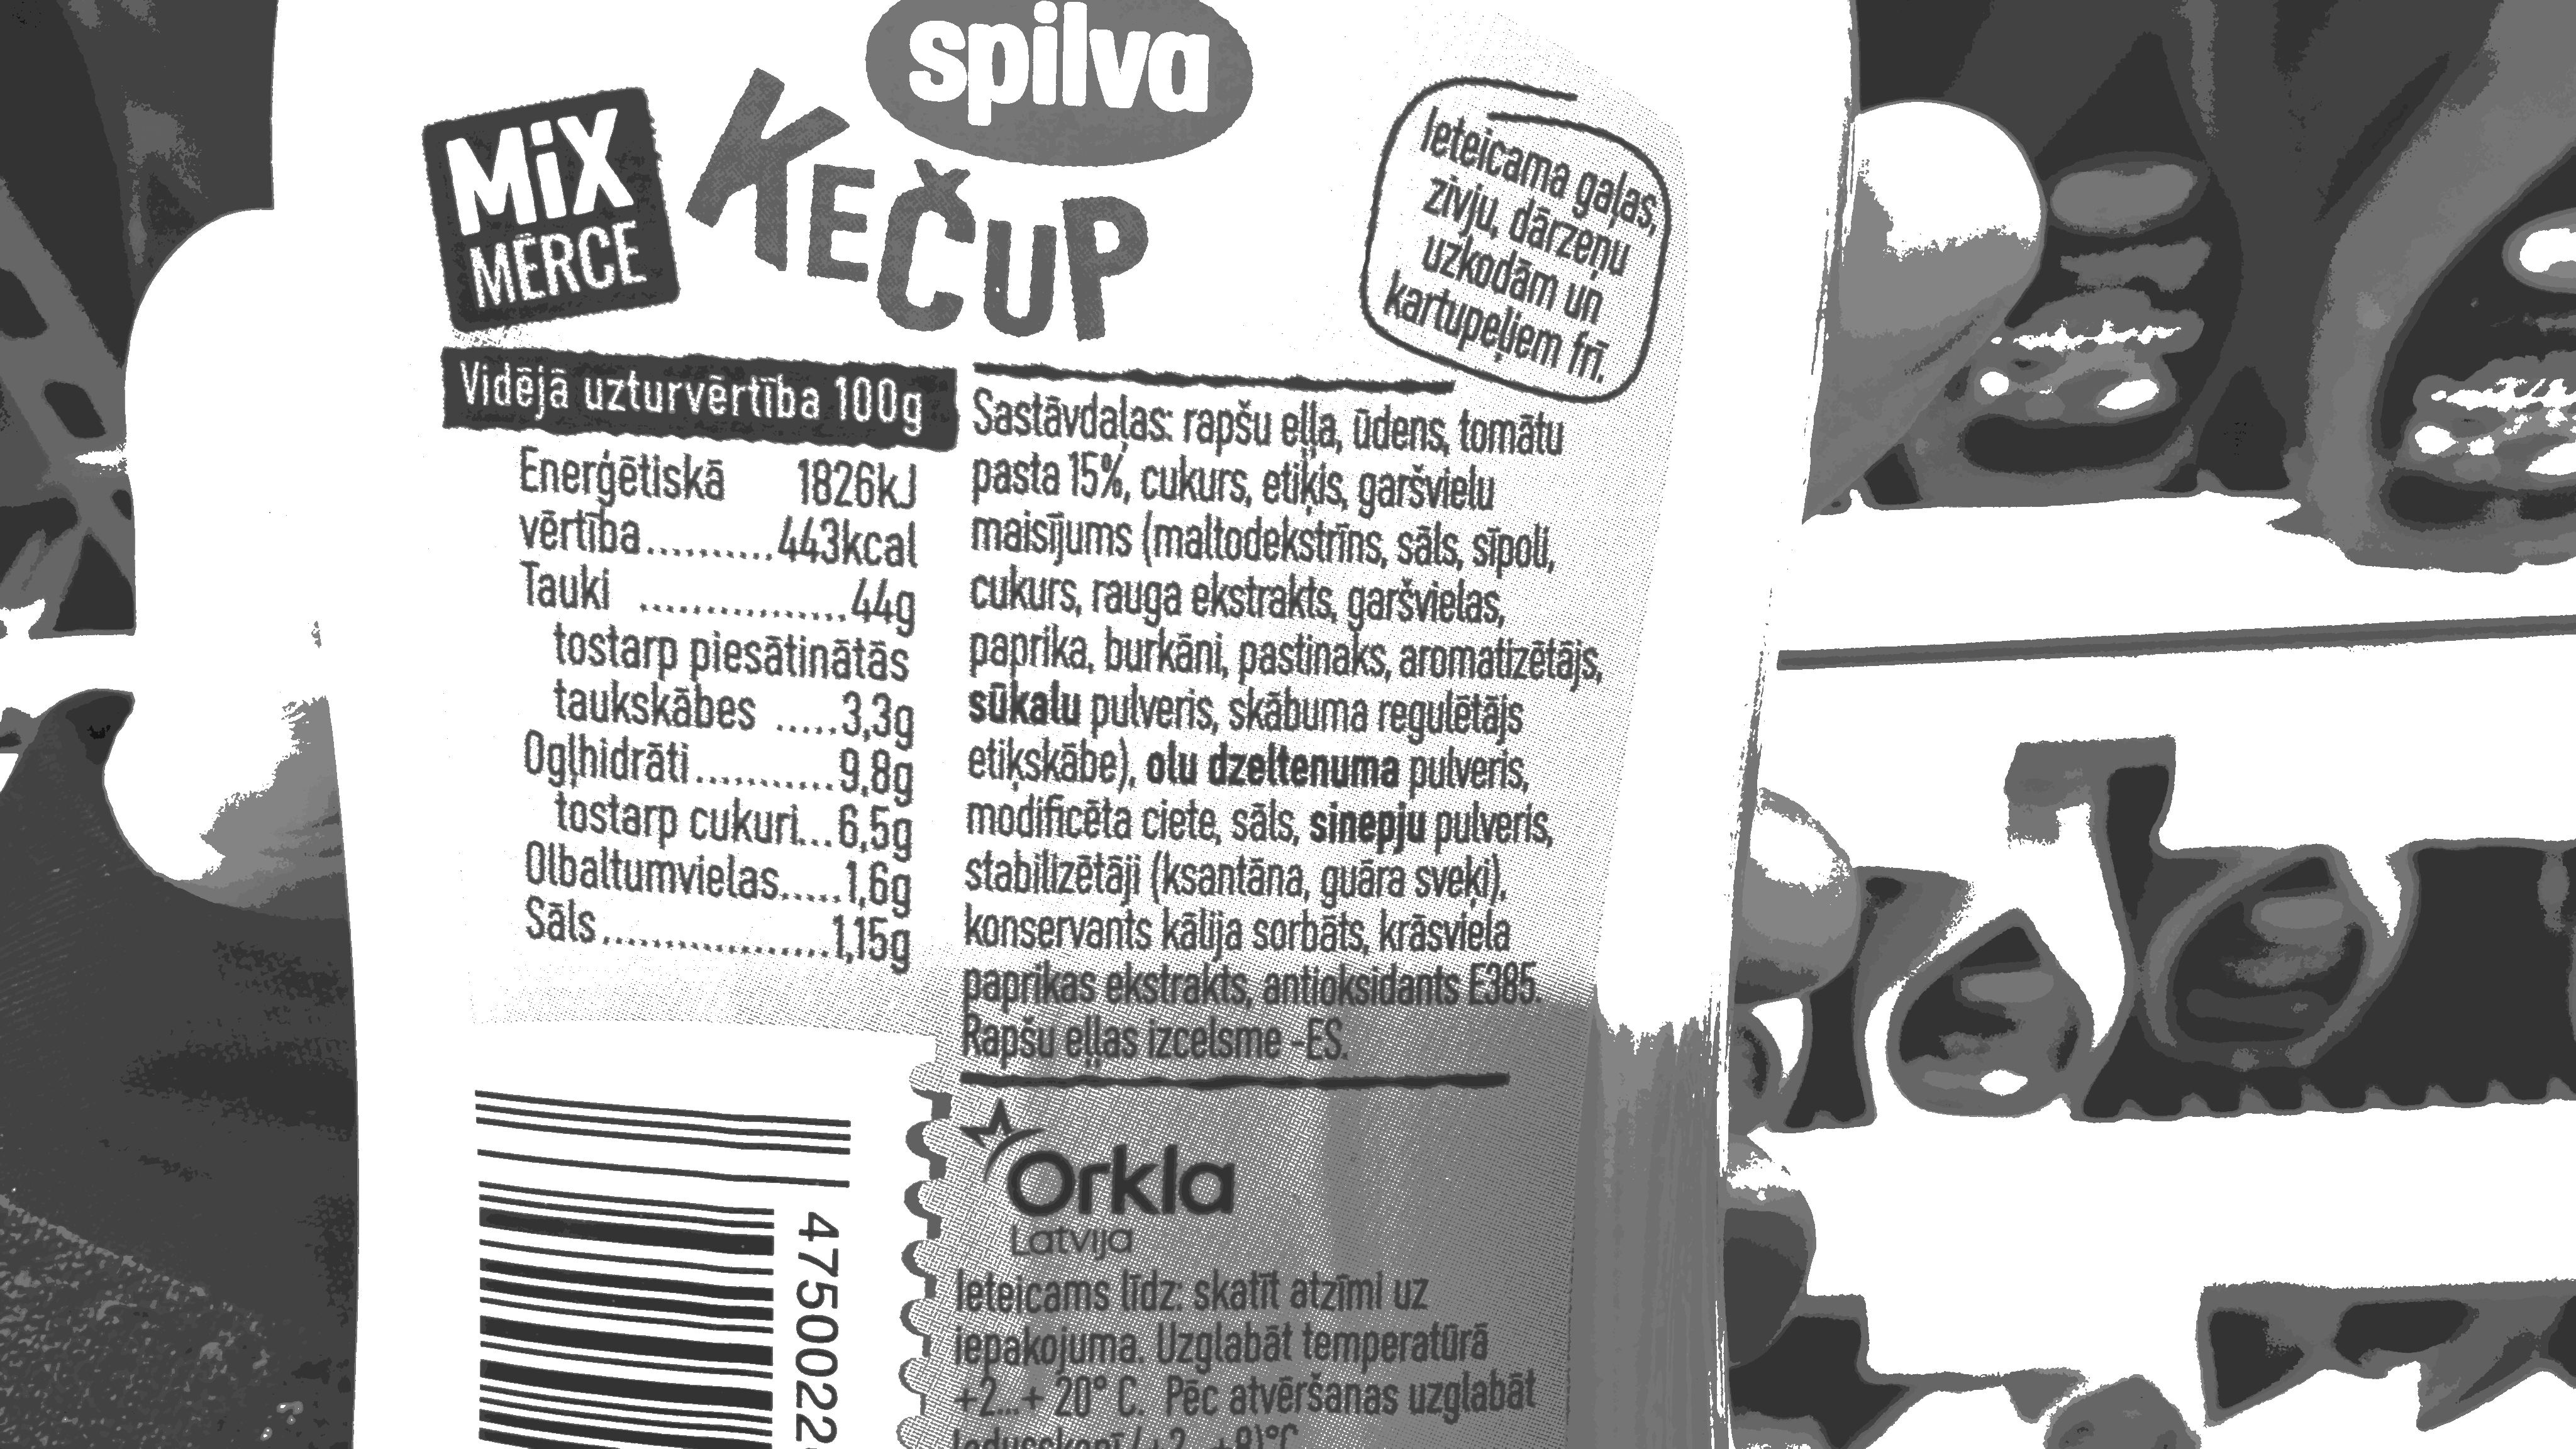 spilva
MiX
MĒRCE
KEČUP
Ieteicama gaļas,
zivju, dārzeņu
uzkodām un
kartupeļiem frī.
Vidējā uzturvērtība 100g
Enerģētiskā 1826kJ
vērtība..........443kcal
Tauki ................44g
tostarp piesātinātās
taukskābes .....3,3g
Ogļhidrāti...........9,8g
tostarp cukuri...6,5g
Olbaltumvielas.....1,6g
Sāls.................1,15g
Sastāvdaļas: rapšu eļļa, ūdens, tomātu
pasta 15%, cukurs, etiķis, garšvielu
maisījums (maltodekstrīns, sāls, sīpoli,
cukurs, rauga ekstrakts, garšvielas,
paprika, burkāni, pastinaks, aromatizētājs,
sūkalu pulveris, skābuma regulētājs
etiķskābe), olu dzeltenuma pulveris,
modificēta ciete, sāls, sinepju pulveris,
stabilizētāji (ksantāna, guāra sveķi),
konservants kālija sorbāts, krāsviela
paprikas ekstrakts, antioksidants E385.
Rapšu eļļas izcelsme -ES.
Orkla
Latvija
Ieteicams līdz: skatīt atzīmi uz
iepakojuma. Uzglabāt temperatūrā
+2...+ 20° C. Pēc atvēršanas uzglabāt
ledusskapī (+2...+8)°C
47500022